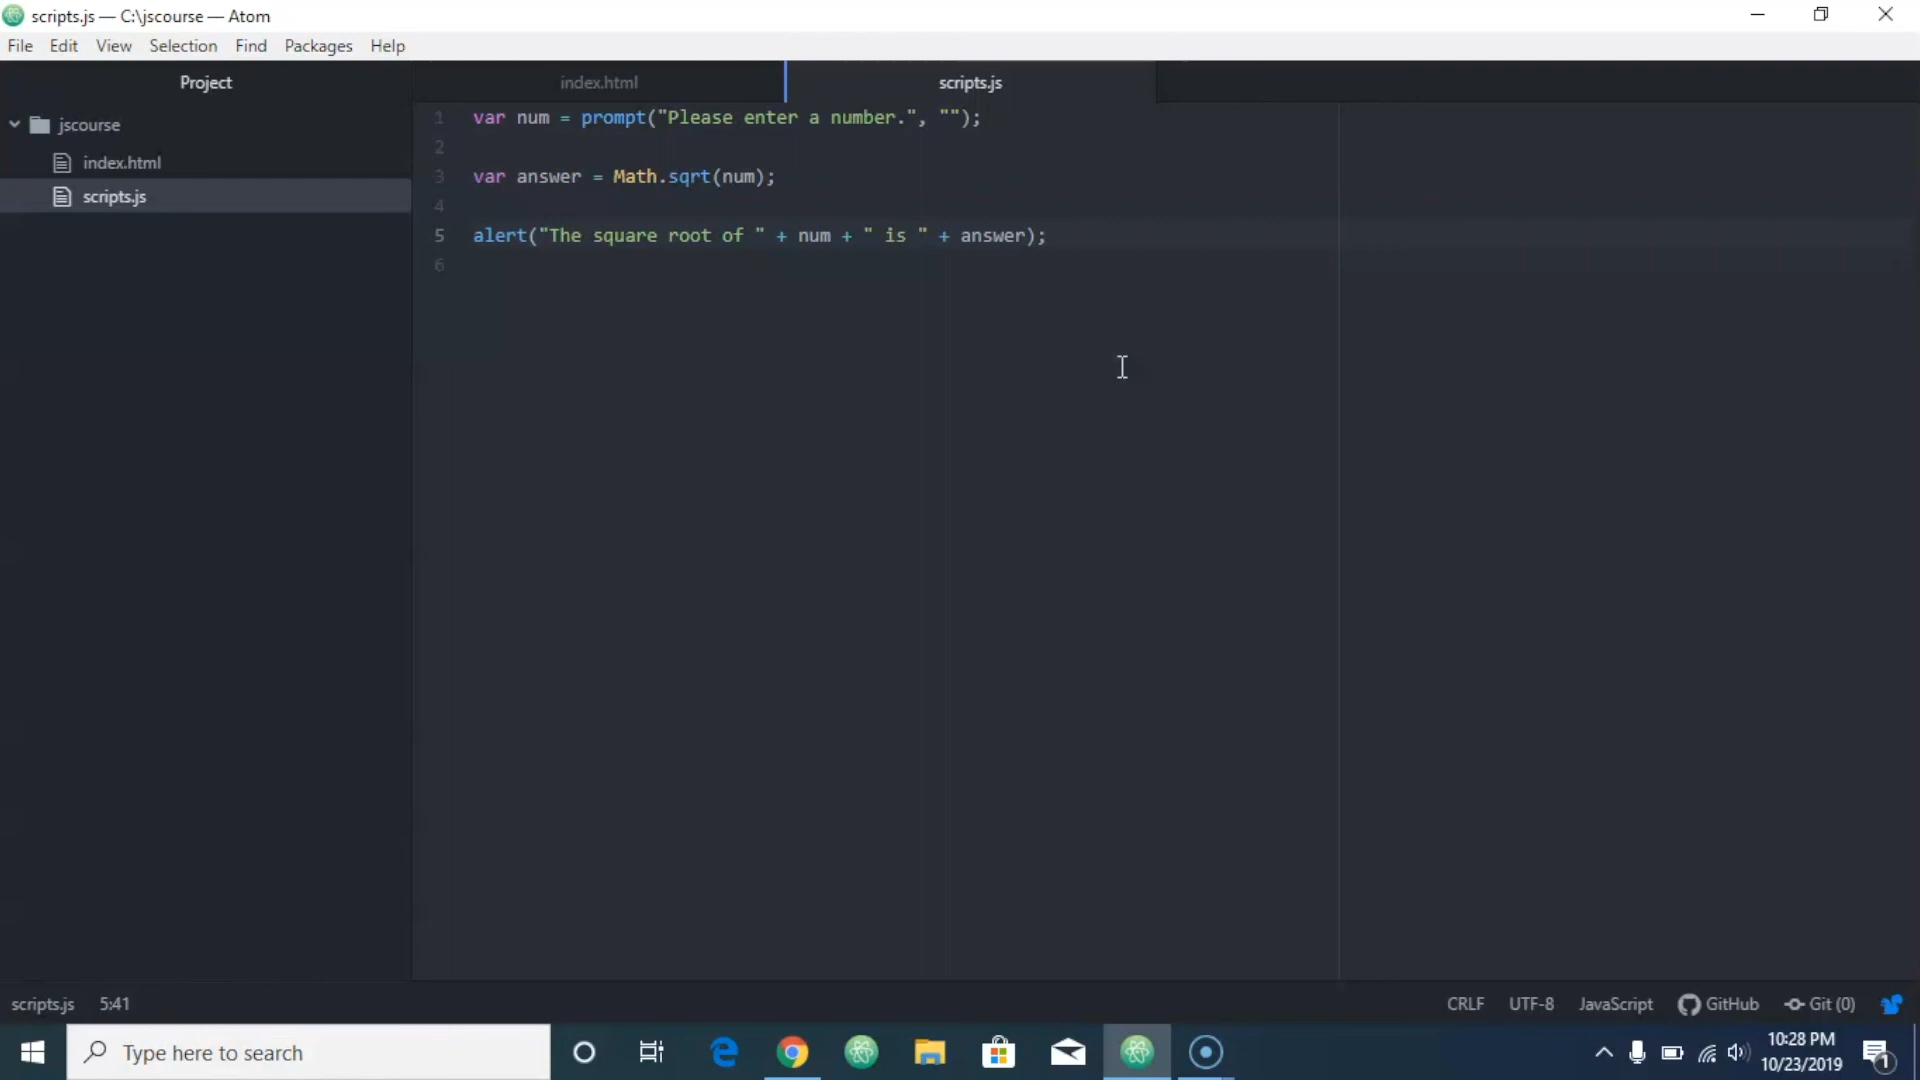 scripts.js — C:\jscourse — Atom
File Edit View Selection Find Packages Help
Project
index.html
scripts.js
jscourse
index.html
scripts.js
1 var num = prompt("Please enter a number.", "");
2
3 var answer = Math.sqrt(num);
4
5 alert("The square root of " + num + " is " + answer);
6
scripts.js 5:41
CRLF UTF-8 JavaScript GitHub Git (0)
Type here to search
10:28 PM
10/23/2019
1